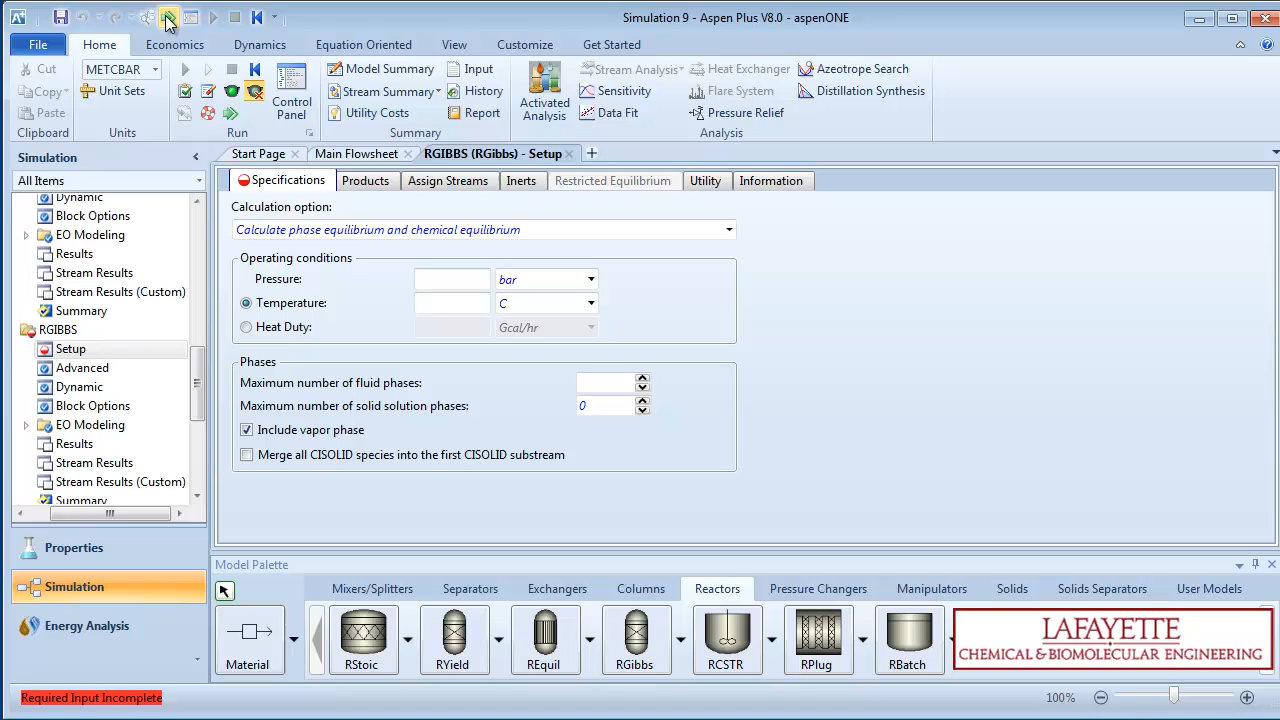 Simulation 9 - Aspen Plus V8.0 - aspenONE
File
Home
Economics
Dynamics
Equation Oriented
View
Customize
Get Started
Cut
Copy
Paste
Clipboard
METCBAR
Unit Sets
Units
Control Panel
Run
Model Summary
Input
Stream Summary
History
Utility Costs
Report
Summary
Activated Analysis
Stream Analysis
Heat Exchanger
Azeotrope Search
Sensitivity
Flare System
Distillation Synthesis
Data Fit
Pressure Relief
Analysis
Simulation
All Items
Start Page
Main Flowsheet
RGIBBS (RGibbs) - Setup
Dynamic
Block Options
EO Modeling
Results
Stream Results
Stream Results (Custom)
Summary
RGIBBS
Setup
Advanced
Dynamic
Block Options
EO Modeling
Results
Stream Results
Stream Results (Custom)
Summary
Properties
Simulation
Energy Analysis
Specifications
Products
Assign Streams
Inerts
Restricted Equilibrium
Utility
Information
Calculation option:
Calculate phase equilibrium and chemical equilibrium
Operating conditions
Pressure:
bar
Temperature:
C
Heat Duty:
Gcal/hr
Phases
Maximum number of fluid phases:
Maximum number of solid solution phases:
0
Include vapor phase
Merge all CISOLID species into the first CISOLID substream
Model Palette
Mixers/Splitters
Separators
Exchangers
Columns
Reactors
Pressure Changers
Manipulators
Solids
Solids Separators
User Models
Material
RStoic
RYield
REquil
RGibbs
RCSTR
RPlug
RBatch
LAFAYETTE
CHEMICAL & BIOMOLECULAR ENGINEERING
Required Input Incomplete
100%